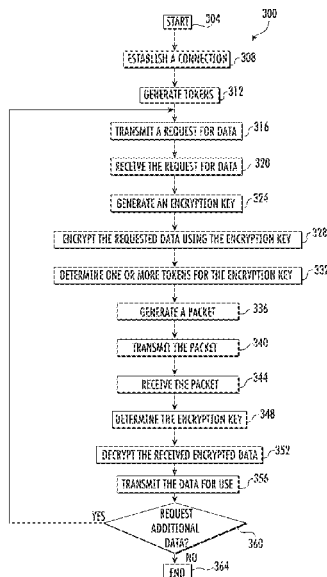 START
304
300
ESTABLISH A CONNECTION
308
GENERATE TOKENS
312
TRANSMIT A REQUEST FOR DATA
316
RECEIVE THE REQUEST FOR DATA
320
GENERATE AN ENCRYPTION KEY
324
ENCRYPT THE REQUESTED DATA USING THE ENCRYPTION KEY
328
DETERMINE ONE OR MORE TOKENS FOR THE ENCRYPTION KEY
332
GENERATE A PACKET
336
TRANSMIT THE PACKET
340
RECEIVE THE PACKET
344
DETERMINE THE ENCRYPTION KEY
348
DECRYPT THE RECEIVED ENCRYPTED DATA
352
TRANSMIT THE DATA FOR USE
356
YES
REQUEST
ADDITIONAL
DATA?
360
NO
END
364